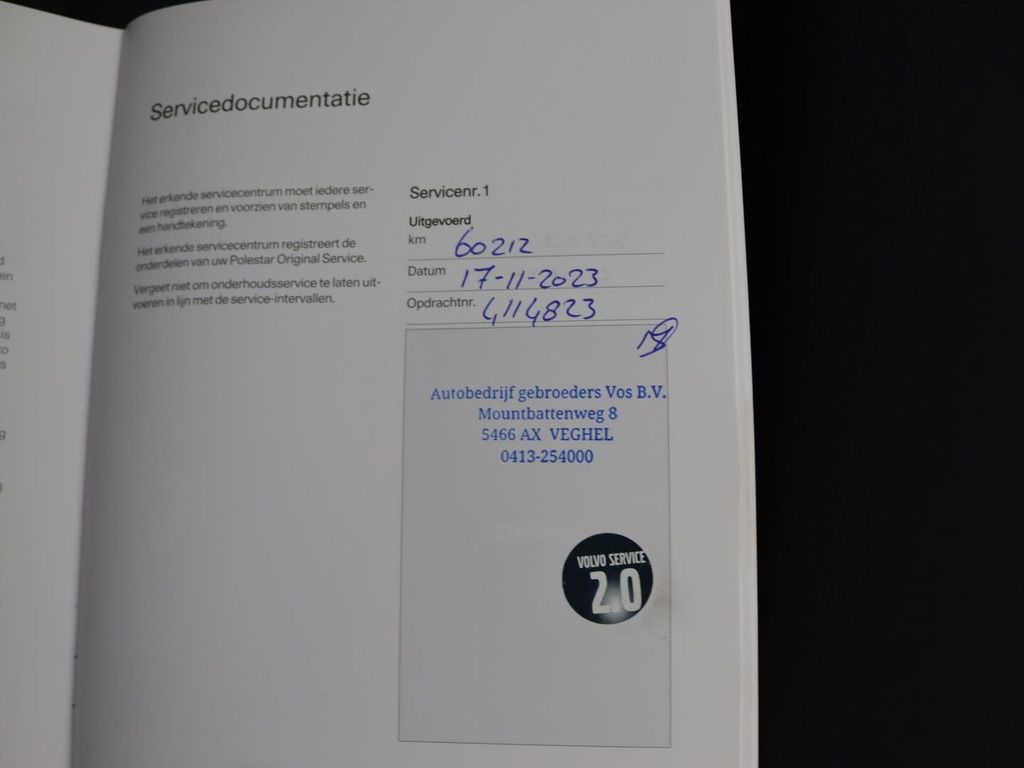 Servicedocumentatie
Het erkende servicecentrum moet iedere ser-
vice registreren en voorzien van stempels en
een handtekening.
Het erkende servicecentrum registreert de
onderdelen van uw Polestar Original Service.
Vergeet niet om onderhoudsservice te laten uit-
voeren in lijn met de service-intervallen.
Servicenr. 1
Uitgevoerd
km 60212
Datum 17-11-2023
Opdrachtnr. 4114823
Autobedrijf gebroeders Vos B.V.
Mountbattenweg 8
5466 AX VEGHEL
0413-254000
VOLVO SERVICE
2.0